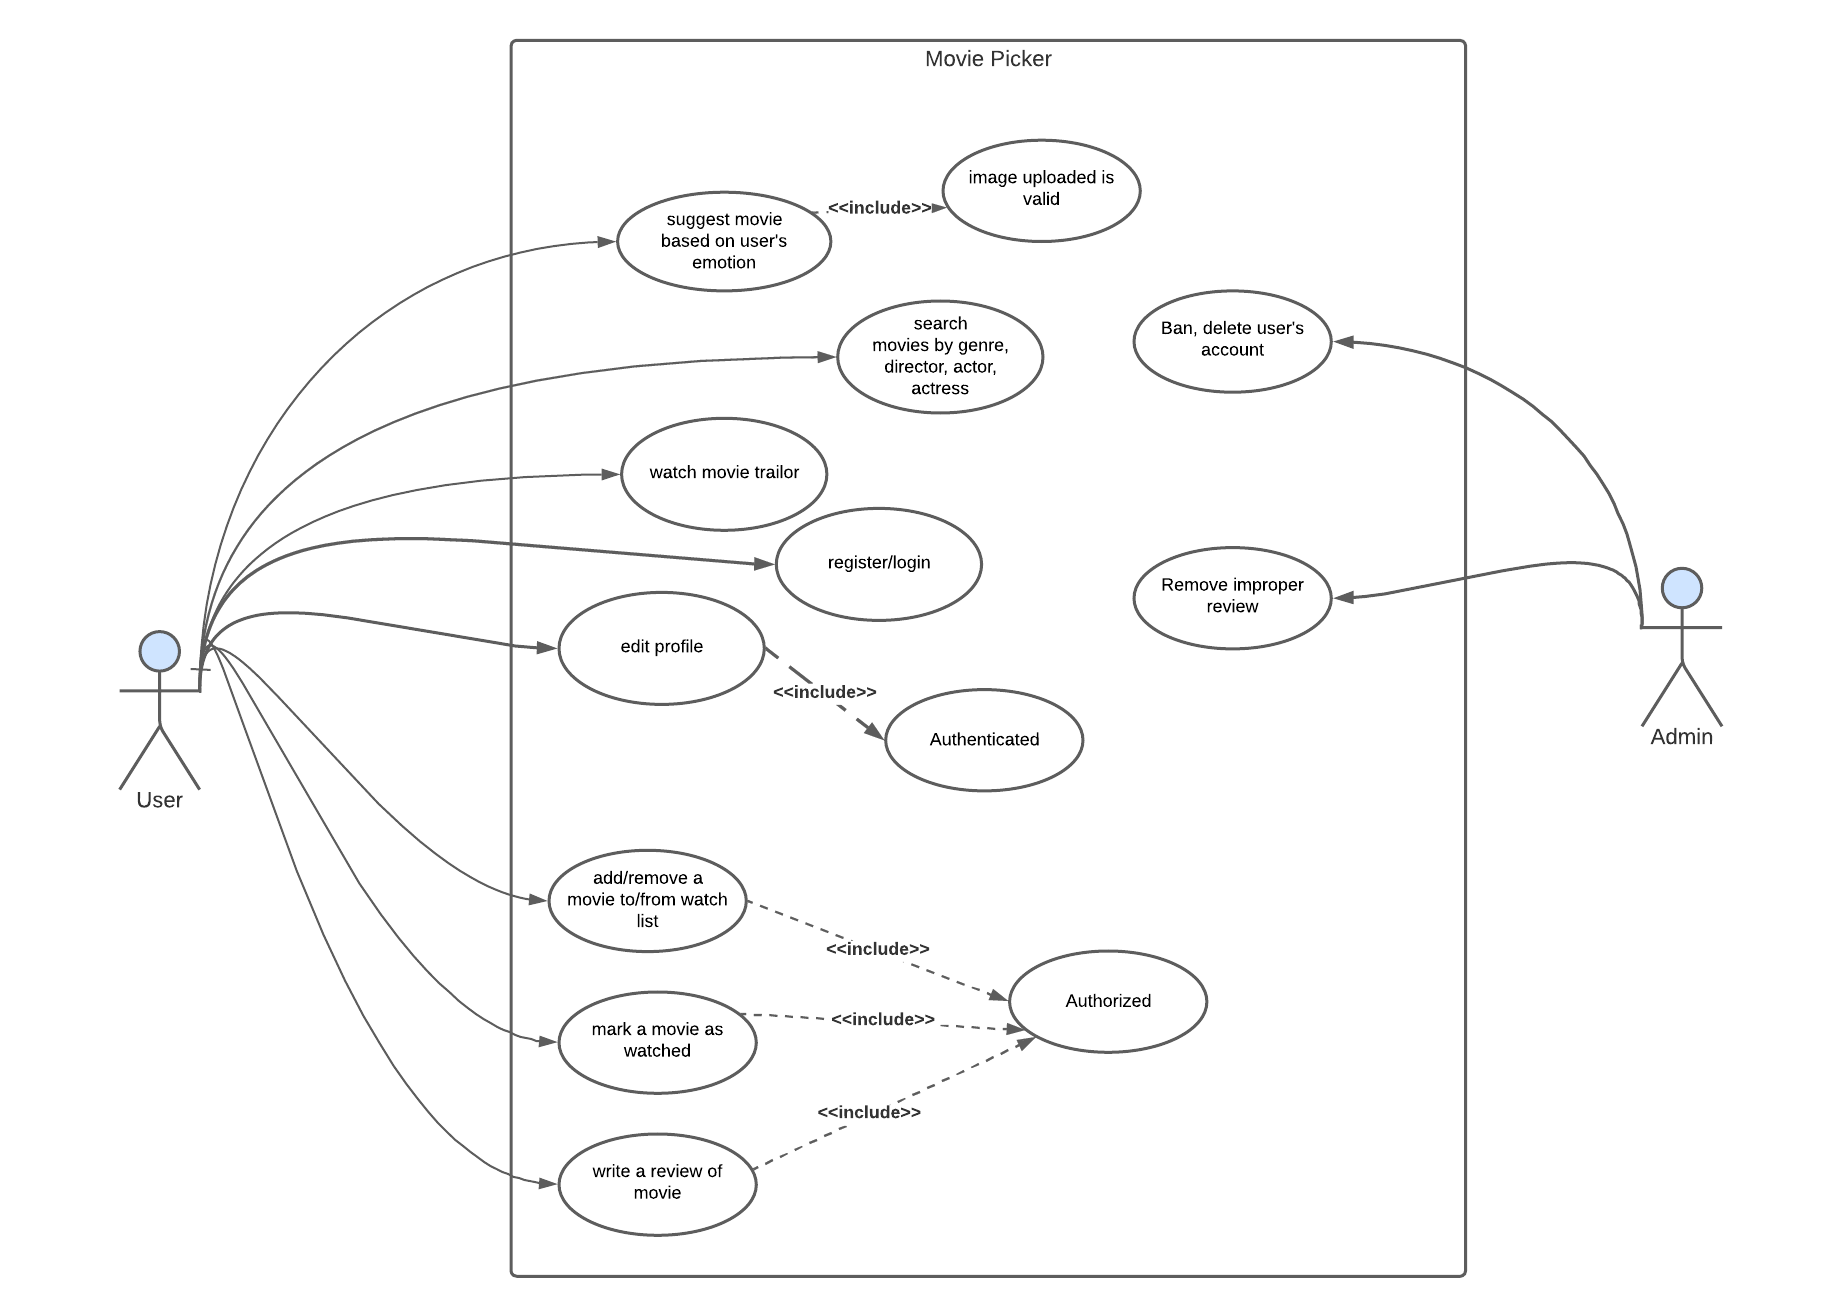 Movie Picker
image uploaded is
valid
<<include>>
suggest movie
based on user's
emotion
search
movies by genre,
director, actor,
actress
Ban, delete user's
account
watch movie trailor
register/login
Remove improper
review
edit profile
<<include>>
Authenticated
User
Admin
add/remove a
movie to/from watch
list
<<include>>
Authorized
mark a movie as
watched
<<include>>
<<include>>
write a review of
movie